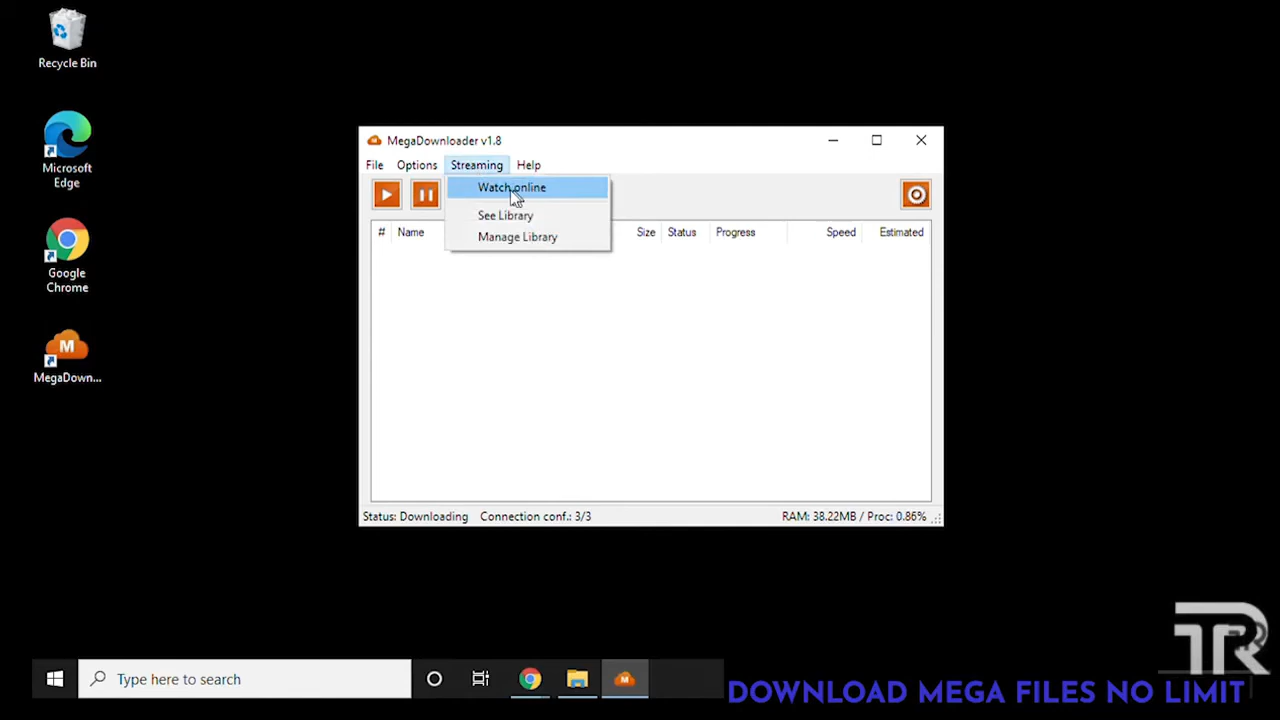 Recycle Bin
Microsoft
Edge
Google
Chrome
M
MegaDown...
MegaDownloader v1.8
File Options Streaming Help
Watch online
See Library
Manage Library
# Name Size Status Progress Speed Estimated
Status: Downloading Connection conf.: 3/3 RAM: 38.22MB / Proc: 0.86%
Type here to search
TR
DOWNLOAD MEGA FILES NO LIMIT